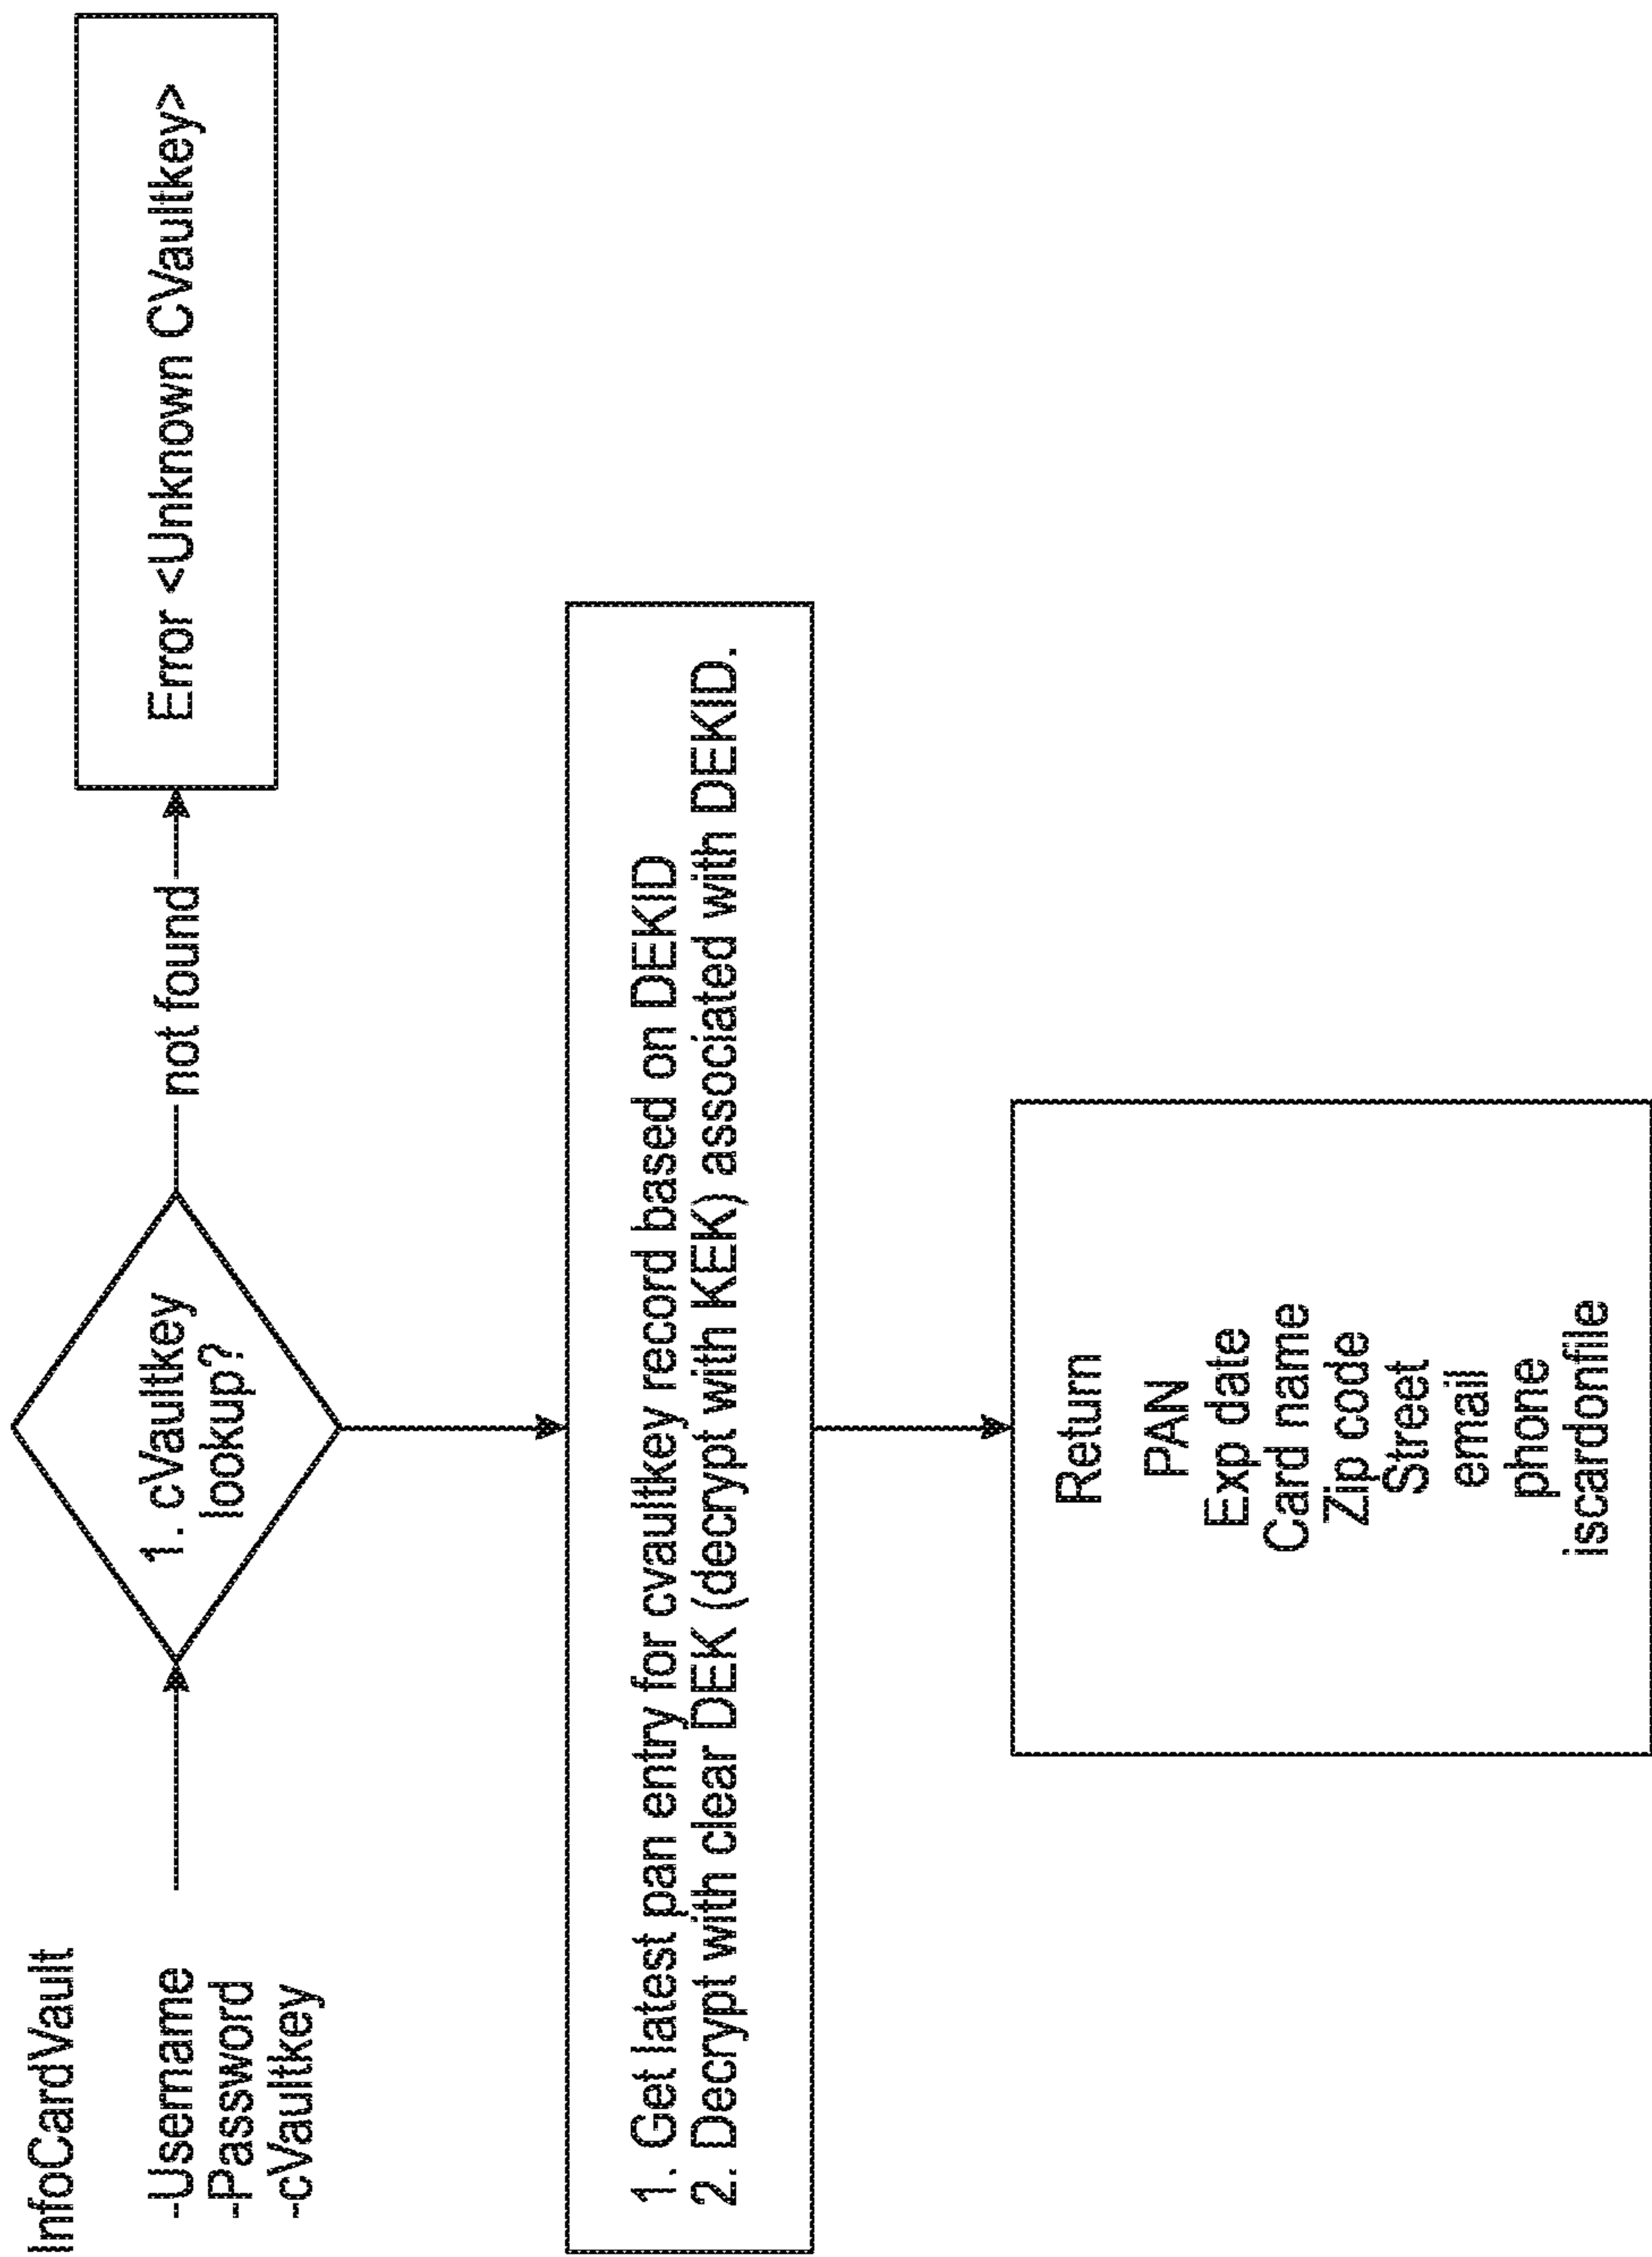 InfoCardVault
-Username
-Password
-cVaultkey
1. cVaultkey
lookup?
not found
Error <Unknown CVaultkey>
1. Get latest pan entry for cvaultkey record based on DEKID
2. Decrypt with clear DEK (decrypt with KEK) associated with DEKID.
Return
PAN
Exp date
Card name
Zip code
Street
email
phone
iscardonfile